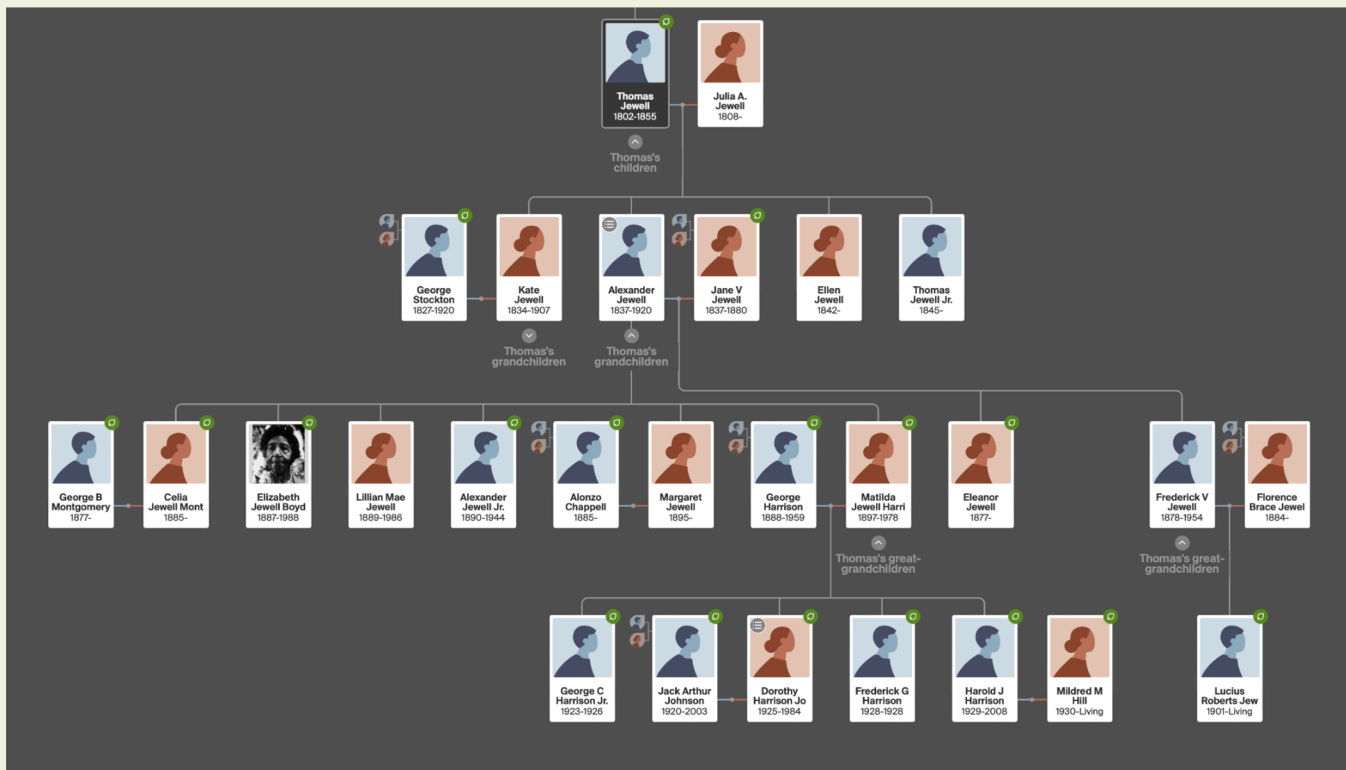 Thomas
Jewell
1802-1855
Julia A.
Jewell
1808-
Thomas's
children
George
Stockton
1827-1920
Kate
Jewell
1834-1907
Alexander
Jewell
1837-1920
Jane V
Jewell
1837-1880
Ellen
Jewell
1842-
Thomas
Jewell Jr.
1845-
Thomas's
grandchildren
Thomas's
grandchildren
George B
Montgomery
1877-
Celia
Jewell Mont
1885-
Elizabeth
Jewell Boyd
1887-1988
Lillian Mae
Jewell
1889-1986
Alexander
Jewell Jr.
1890-1944
Alonzo
Chappell
1885-
Margaret
Jewell
1895-
George
Harrison
1888-1959
Matilda
Jewell Harri
1897-1978
Eleanor
Jewell
1877-
Frederick V
Jewell
1878-1954
Florence
Brace Jewel
1884-
Thomas's great-
grandchildren
Thomas's great-
grandchildren
George C
Harrison Jr.
1923-1926
Jack Arthur
Johnson
1920-2003
Dorothy
Harrison Jo
1925-1984
Frederick G
Harrison
1928-1928
Harold J
Harrison
1929-2008
Mildred M
Hill
1930-Living
Lucius
Roberts Jew
1901-Living